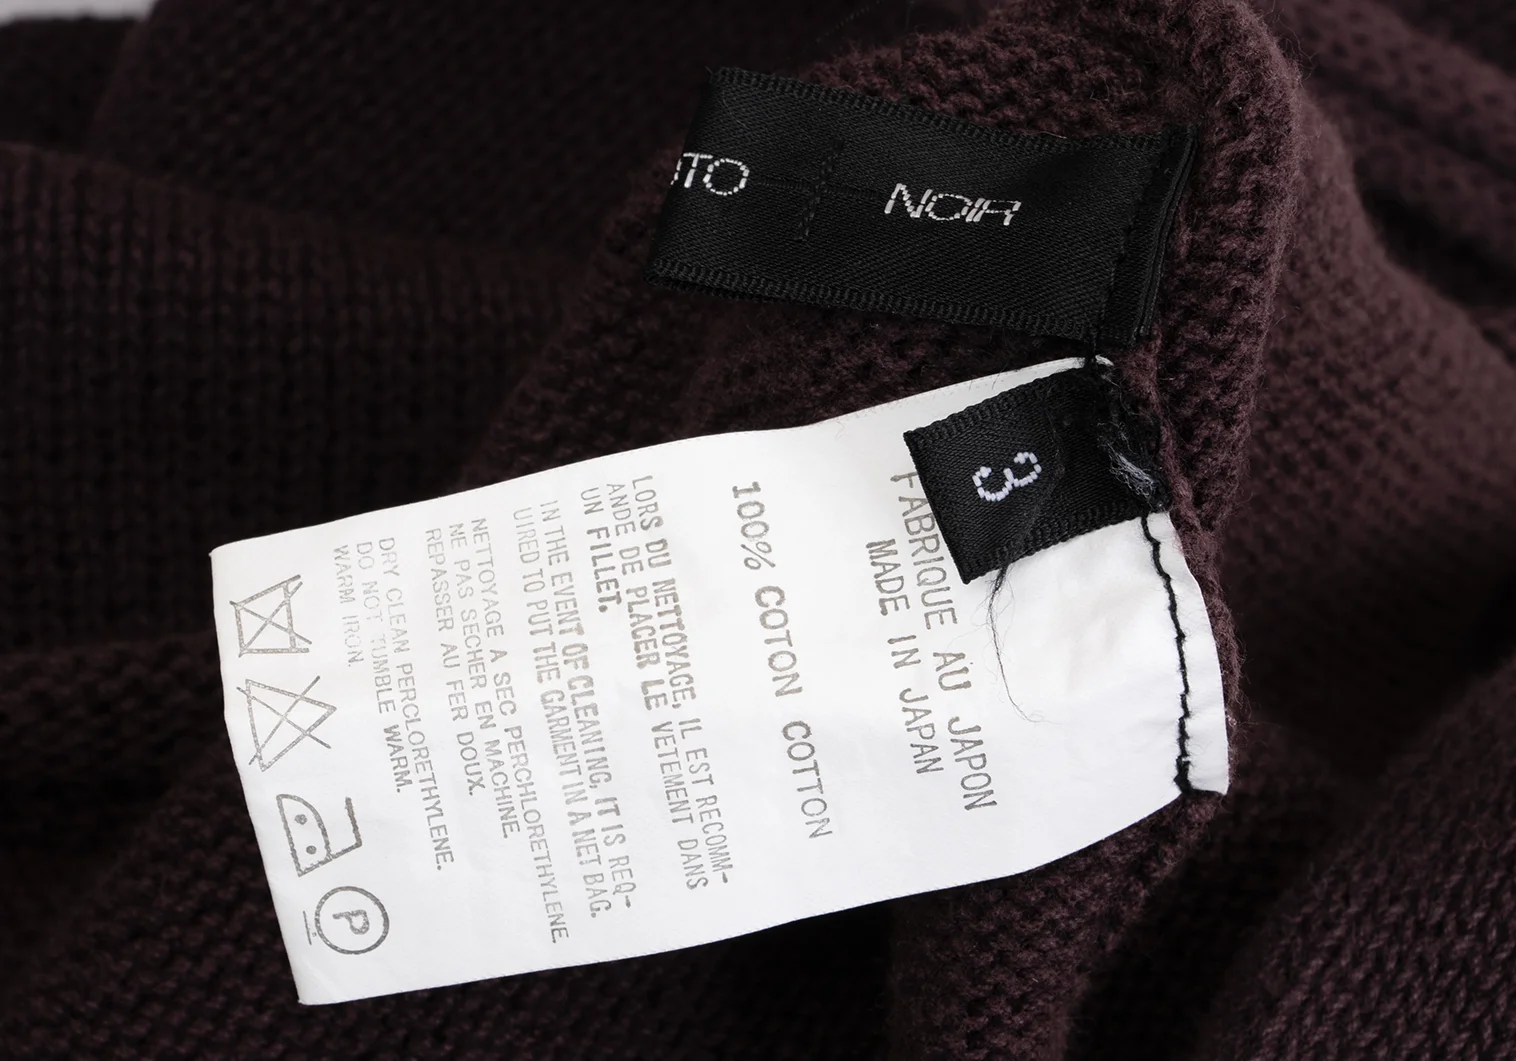 TO NOIR
3
FABRIQUE AU JAPON
MADE IN JAPAN
100% COTON COTTON
LORS DU NETTOYAGE, IL EST RECOMM-
ANDE DE PLACER LE VETEMENT DANS
UN FILLET.
IN THE EVENT OF CLEANING, IT IS REQ-
UIRED TO PUT THE GARMENT IN A NET BAG.
NETTOYAGE A SEC PERCHLORETHYLENE.
NE PAS SECHER EN MACHINE.
REPASSER AU FER DOUX.
DRY CLEAN PERCLORETHYLENE.
DO NOT TUMBLE WARM.
WARM IRON.
P